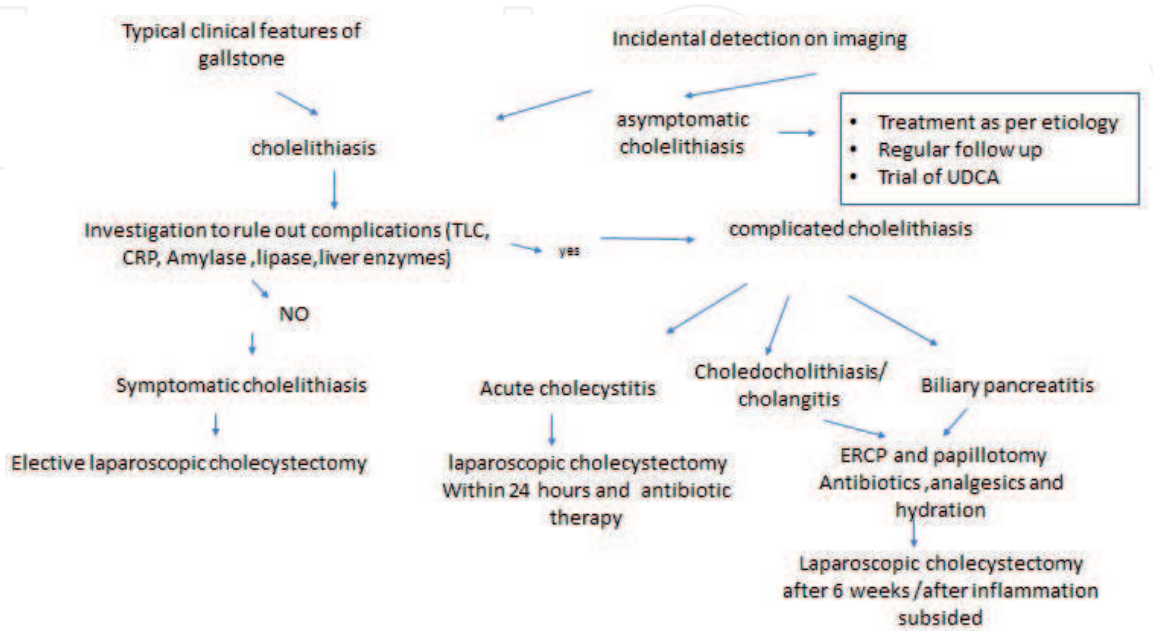 Typical clinical features of
gallstone
Incidental detection on imaging
cholelithiasis
asymptomatic
cholelithiasis
• Treatment as per etiology
• Regular follow up
• Trial of UDCA
Investigation to rule out complications (TLC,
CRP, Amylase ,lipase,liver enzymes)
yes
complicated cholelithiasis
NO
Symptomatic cholelithiasis
Acute cholecystitis
Choledocholithiasis/
cholangitis
Biliary pancreatitis
Elective laparoscopic cholecystectomy
laparoscopic cholecystectomy
Within 24 hours and antibiotic
therapy
ERCP and papillotomy
Antibiotics ,analgesics and
hydration
Laparoscopic cholecystectomy
after 6 weeks /after inflammation
subsided